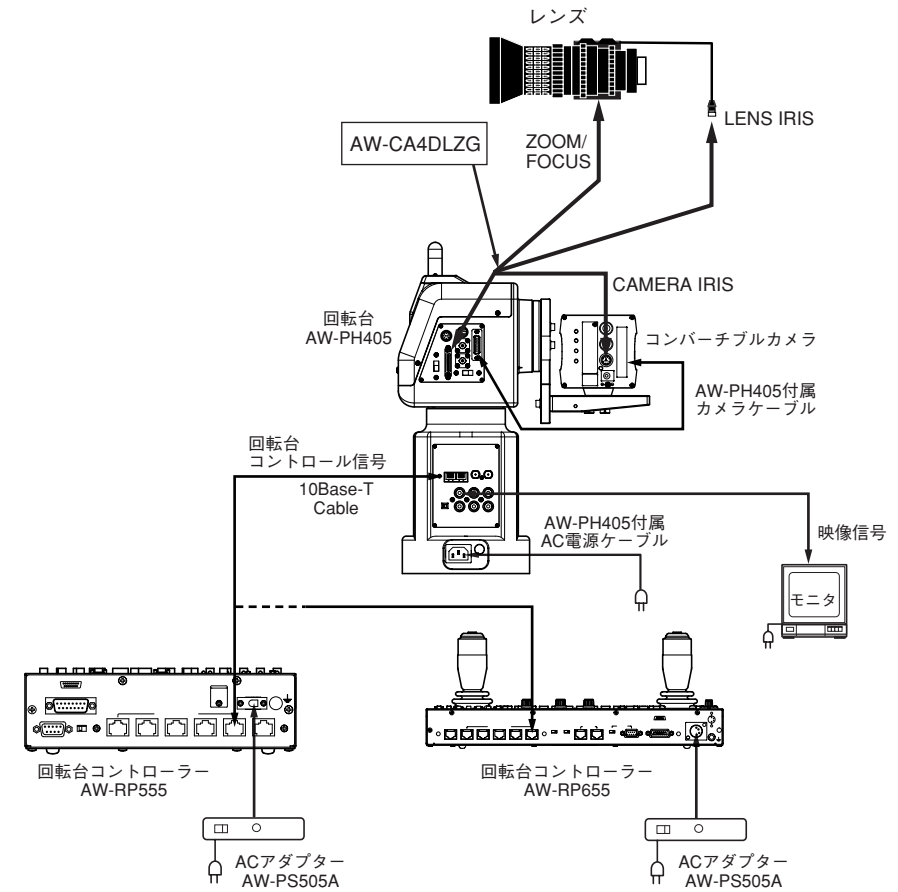 レンズ
LENS IRIS
AW-CA4DLZG
ZOOM/
FOCUS
CAMERA IRIS
回転台
AW-PH405
コンバーチブルカメラ
AW-PH405付属
カメラケーブル
回転台
コントロール信号
10Base-T
Cable
AW-PH405付属
AC電源ケーブル
映像信号
モニタ
回転台コントローラー
AW-RP555
回転台コントローラー
AW-RP655
ACアダプター
AW-PS505A
ACアダプター
AW-PS505A